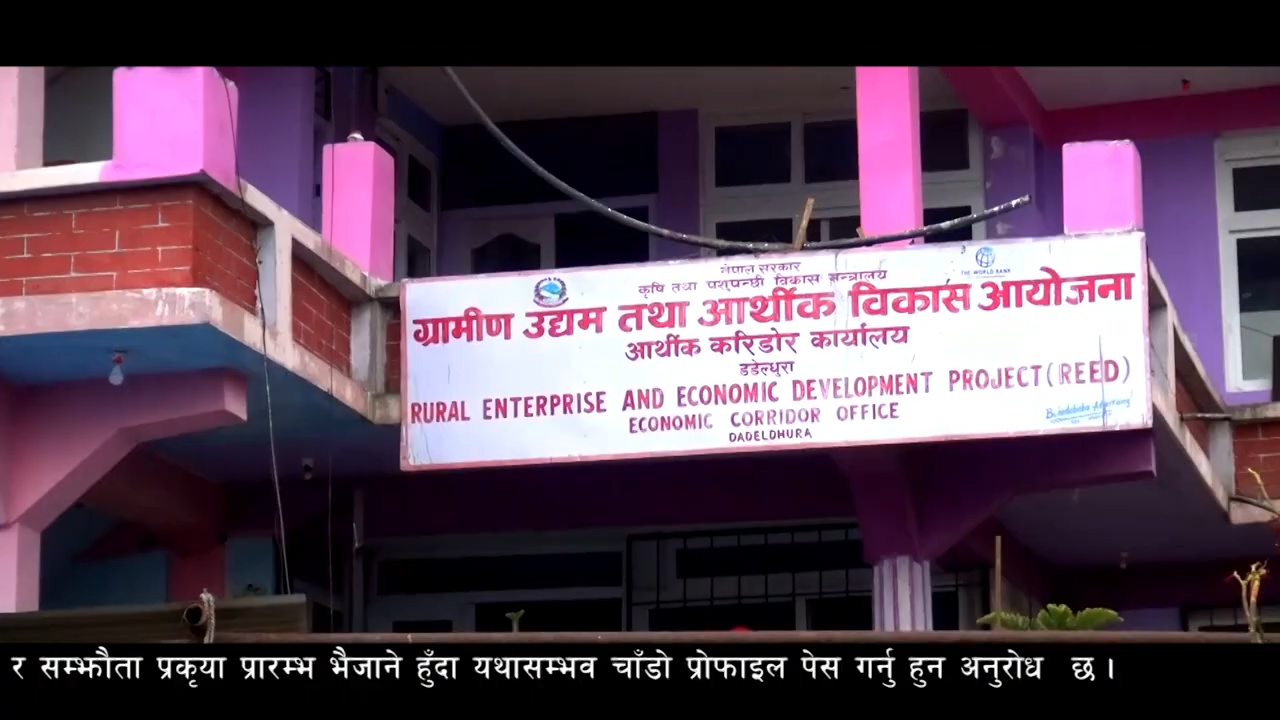 नेपाल सरकार
कृषि तथा पशुपन्छी विकास मन्त्रालय
THE WORLD BANK
ग्रामीण उद्यम तथा आर्थीक विकास आयोजना
आर्थीक करिडोर कार्यालय
डडेल्धुरा
RURAL ENTERPRISE AND ECONOMIC DEVELOPMENT PROJECT(REED)
ECONOMIC CORRIDOR OFFICE
DADELDHURA
र सम्झौता प्रकृया प्रारम्भ भैजाने हुँदा यथासम्भव चाँडो प्रोफाइल पेस गर्नु हुन अनुरोध छ।